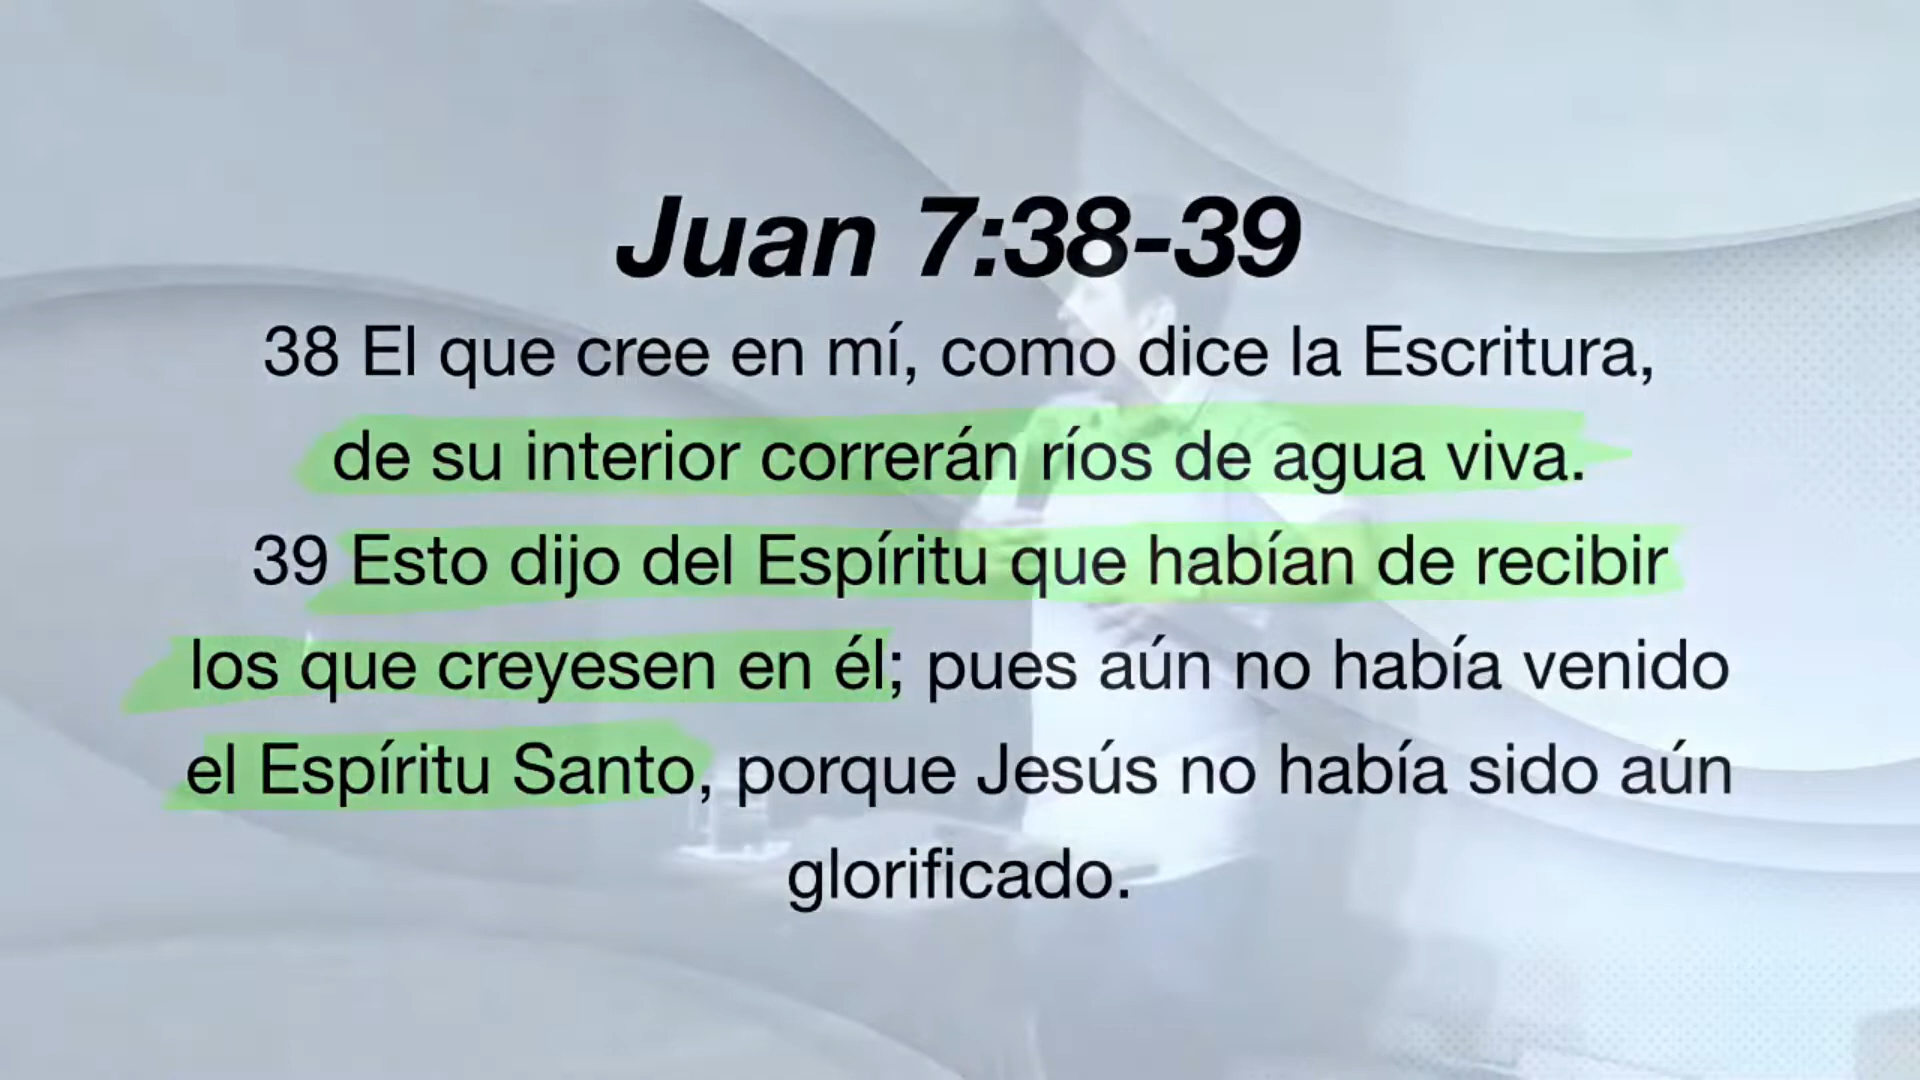 Juan 7:38-39
38 El que cree en mí, como dice la Escritura,
de su interior correrán ríos de agua viva.
39 Esto dijo del Espíritu que habían de recibir
los que creyesen en él; pues aún no había venido
el Espíritu Santo, porque Jesús no había sido aún
glorificado.